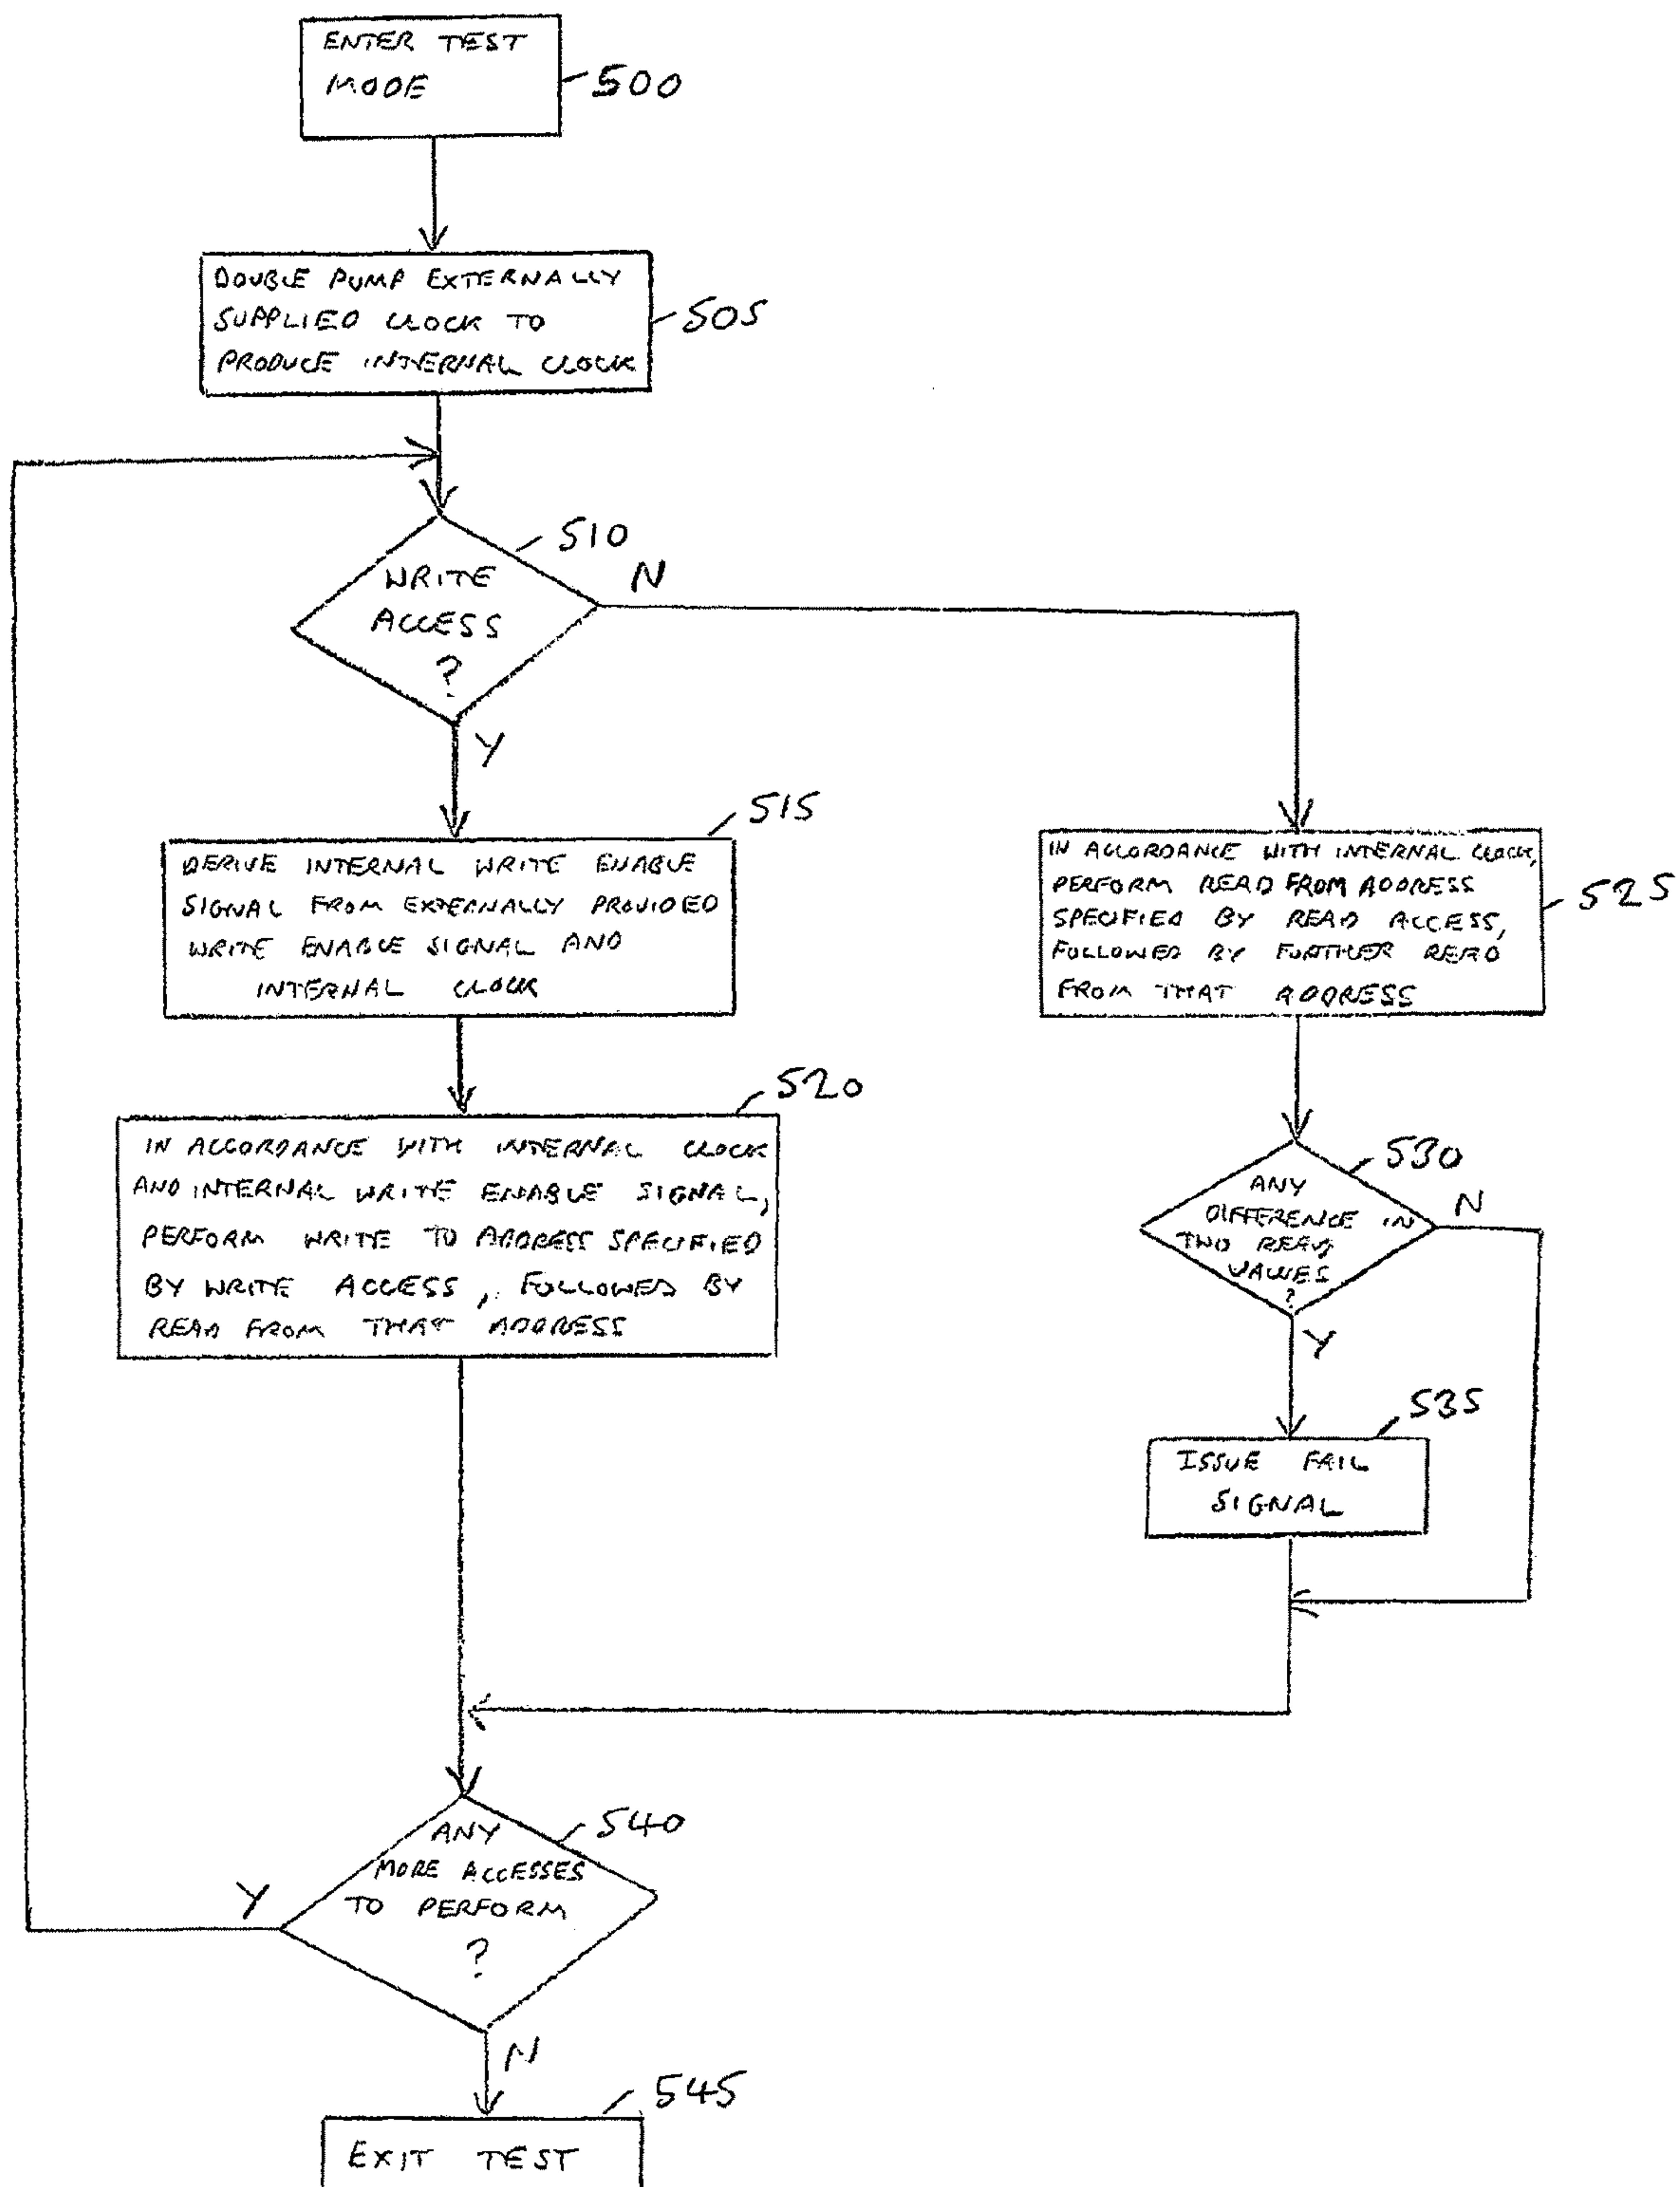 ENTER TEST
MODE
500
DOUBLE PUMP EXTERNALLY
SUPPLIED CLOCK TO
PRODUCE INTERNAL CLOCK
505
510
WRITE
ACCESS
?
N
Y
515
DERIVE INTERNAL WRITE ENABLE
SIGNAL FROM EXTERNALLY PROVIDED
WRITE ENABLE SIGNAL AND
INTERNAL CLOCK
520
IN ACCORDANCE WITH INTERNAL CLOCK
AND INTERNAL WRITE ENABLE SIGNAL,
PERFORM WRITE TO ADDRESS SPECIFIED
BY WRITE ACCESS, FOLLOWED BY
READ FROM THAT ADDRESS
IN ACCORDANCE WITH INTERNAL CLOCK,
PERFORM READ FROM ADDRESS
SPECIFIED BY READ ACCESS,
FOLLOWED BY FURTHER READ
FROM THAT ADDRESS
525
530
ANY
DIFFERENCE IN
TWO READ
VALUES
?
N
Y
535
ISSUE FAIL
SIGNAL
540
ANY
MORE ACCESSES
TO PERFORM
?
Y
N
545
EXIT TEST